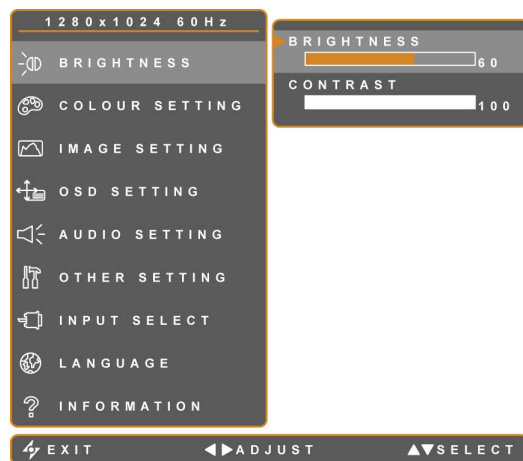 1280x1024 60Hz
BRIGHTNESS
COLOUR SETTING
IMAGE SETTING
OSD SETTING
AUDIO SETTING
OTHER SETTING
INPUT SELECT
LANGUAGE
INFORMATION
BRIGHTNESS
60
CONTRAST
100
EXIT ADJUST SELECT